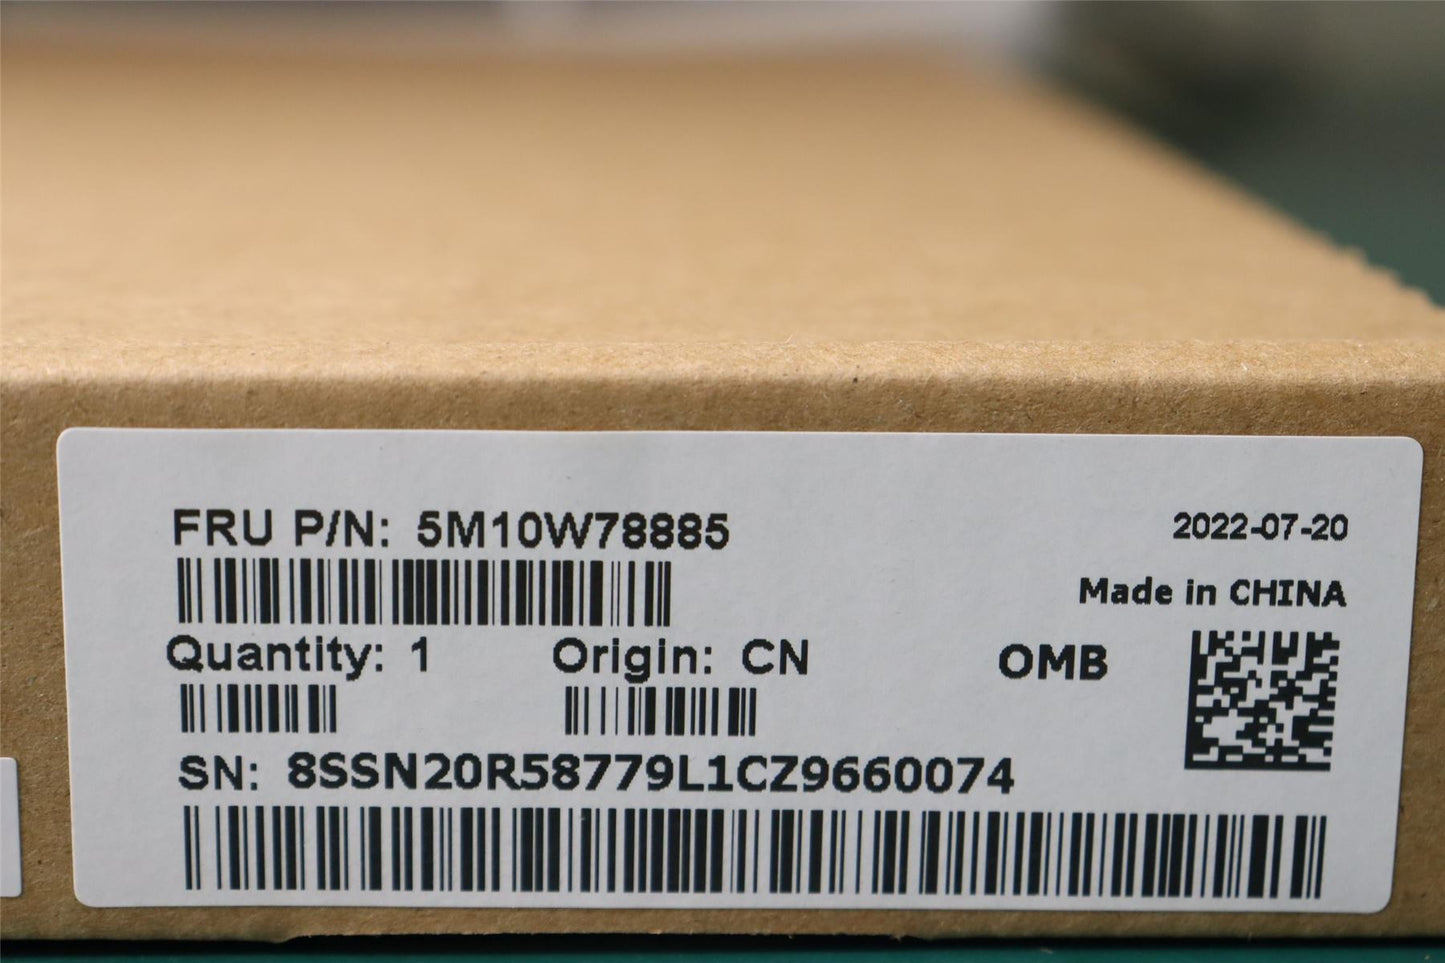 FRU P/N: 5M10W78885
2022-07-20
Made in CHINA
Quantity: 1
Origin: CN
OMB
SN: 8SSN20R58779L1CZ9660074